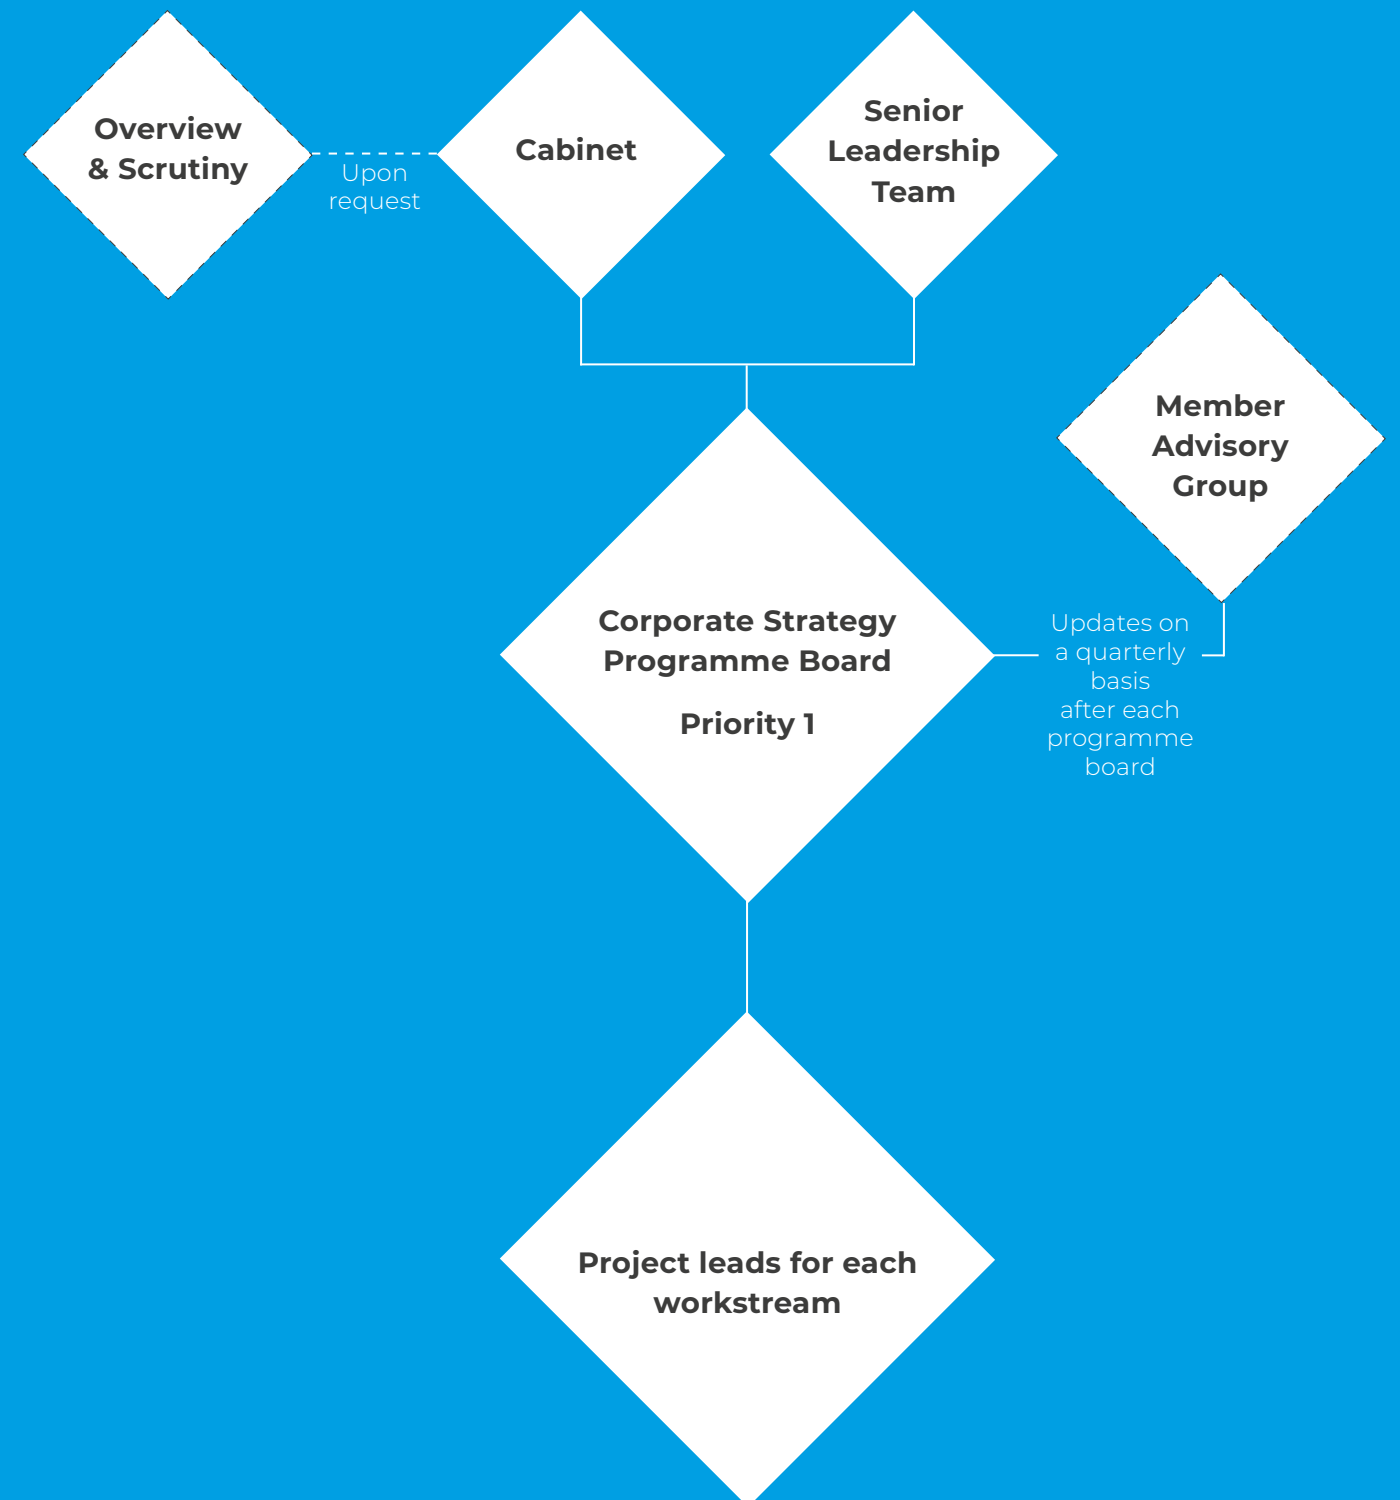 Overview
& Scrutiny
Upon
request
Cabinet
Senior
Leadership
Team
Member
Advisory
Group
Corporate Strategy
Programme Board
Priority 1
Updates on
a quarterly
basis
after each
programme
board
Project leads for each
workstream